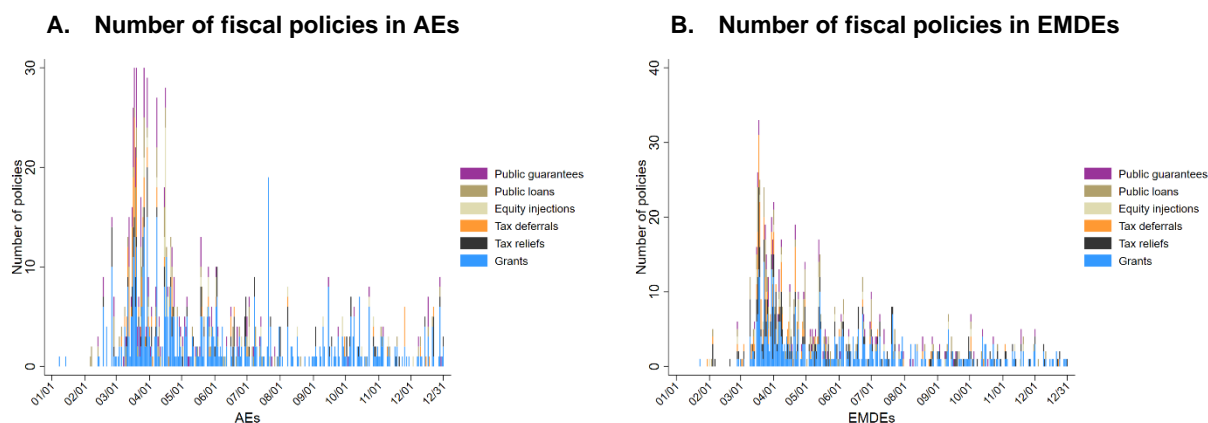 A. Number of fiscal policies in AEs
Number of policies
30
20
10
0
01/01
02/01
03/01
04/01
05/01
06/01
07/01
08/01
09/01
10/01
11/01
12/01
12/31
AEs
Public guarantees
Public loans
Equity injections
Tax deferrals
Tax reliefs
Grants
B. Number of fiscal policies in EMDEs
Number of policies
40
30
20
10
0
01/01
02/01
03/01
04/01
05/01
06/01
07/01
08/01
09/01
10/01
11/01
12/01
12/31
EMDEs
Public guarantees
Public loans
Equity injections
Tax deferrals
Tax reliefs
Grants